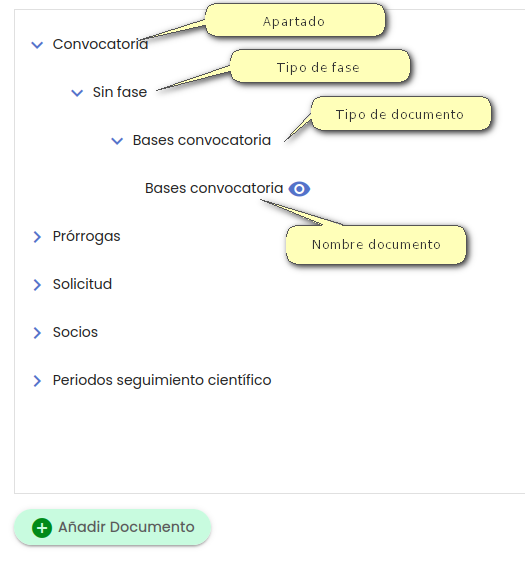 Apartado
Convocatoria
Tipo de fase
Sin fase
Tipo de documento
Bases convocatoria
Bases convocatoria
Nombre documento
Prórrogas
Solicitud
Socios
Periodos seguimiento científico
Añadir Documento